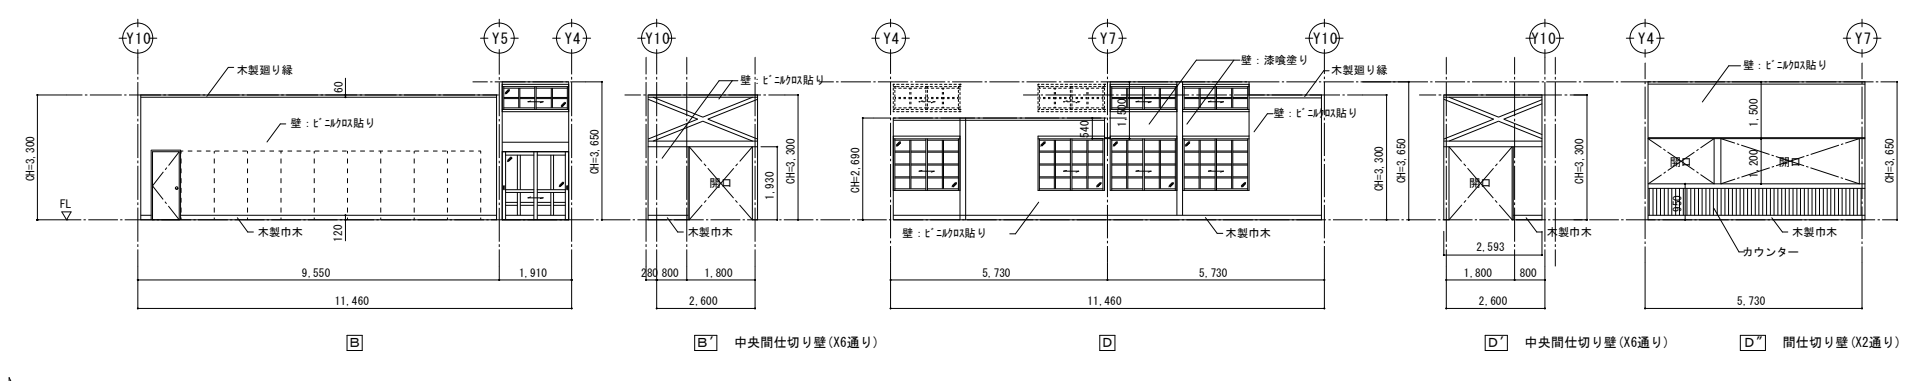 Y10
Y5
Y4
木製廻り縁
60
壁：ﾋﾞﾆﾙｸﾛｽ貼り
CH=3,300
CH=3,650
FL
木製巾木
120
9,550
1,910
11,460
B
Y10
壁：ﾋﾞﾆﾙｸﾛｽ貼り
開口
1,930
CH=3,300
木製巾木
280
800
1,800
2,600
B′ 中央間仕切り壁(X6通り)
Y4
Y7
Y10
壁：漆喰塗り
木製廻り縁
1,500
壁：ﾋﾞﾆﾙｸﾛｽ貼り
540
CH=2,690
CH=3,300
CH=3,650
壁：ﾋﾞﾆﾙｸﾛｽ貼り
木製巾木
5,730
5,730
11,460
D
Y10
開口
CH=3,300
木製巾木
2,593
1,800
800
2,600
D′ 中央間仕切り壁(X6通り)
Y4
Y7
壁：ﾋﾞﾆﾙｸﾛｽ貼り
1,500
開口
開口
1,200
CH=3,650
950
木製巾木
カウンター
5,730
D″ 間仕切り壁(X2通り)